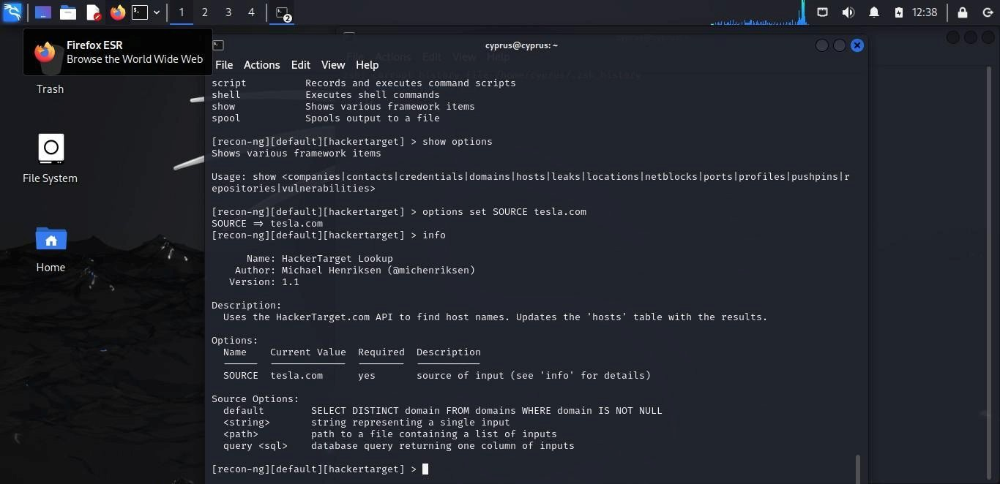 1 2 3 4 2 12:38
Firefox ESR
Browse the World Wide Web
Trash
File System
Home
cyprus@cyprus: ~
File Actions Edit View Help
script Records and executes command scripts
shell Executes shell commands
show Shows various framework items
spool Spools output to a file
[recon-ng][default][hackertarget] > show options
Shows various framework items
Usage: show <companies|contacts|credentials|domains|hosts|leaks|locations|netblocks|ports|profiles|pushpins|r
epositories|vulnerabilities>
[recon-ng][default][hackertarget] > options set SOURCE tesla.com
SOURCE ⇒ tesla.com
[recon-ng][default][hackertarget] > info
Name: HackerTarget Lookup
Author: Michael Henriksen (@michenriksen)
Version: 1.1
Description:
Uses the HackerTarget.com API to find host names. Updates the 'hosts' table with the results.
Options:
Name Current Value Required Description
SOURCE tesla.com yes source of input (see 'info' for details)
Source Options:
default SELECT DISTINCT domain FROM domains WHERE domain IS NOT NULL
<string> string representing a single input
<path> path to a file containing a list of inputs
query <sql> database query returning one column of inputs
[recon-ng][default][hackertarget] >